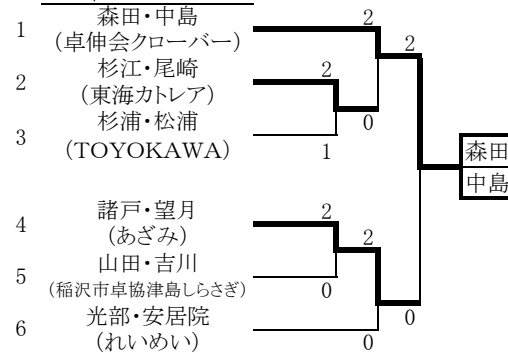 森田・中島
1
(卓伸会クローバー)
2
2
杉江・尾崎
2
2
(東海カトレア)
杉浦・松浦
0
3
(TOYOKAWA)
1
森田
中島
諸戸・望月
4
(あざみ)
2
2
山田・吉川
5
(稲沢市卓協津島しらさぎ)
0
光部・安居院
0
6
(れいめい)
0